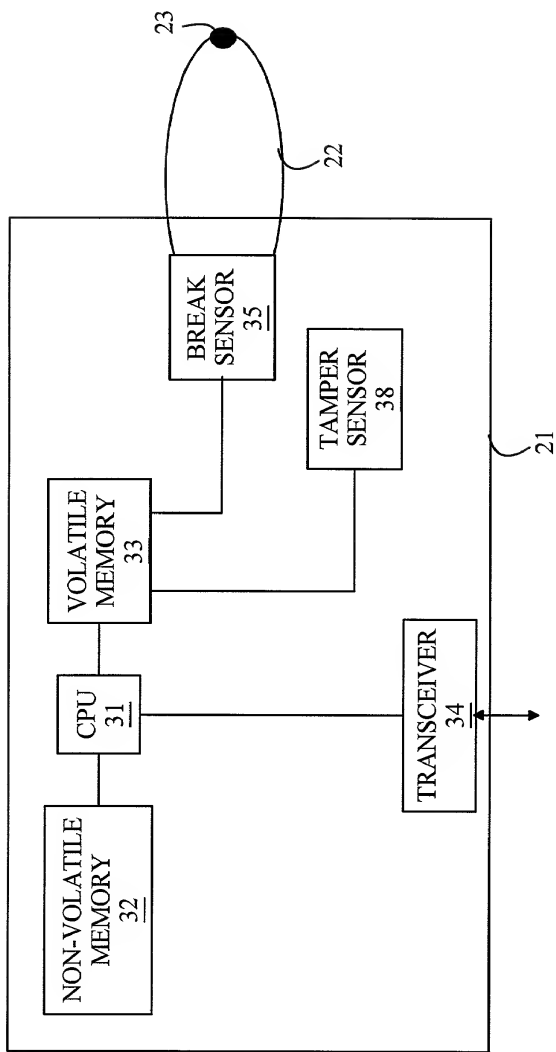 NON-VOLATILE
MEMORY
32
CPU
31
VOLATILE
MEMORY
33
BREAK
SENSOR
35
TAMPER
SENSOR
38
TRANSCEIVER
34
21
22
23